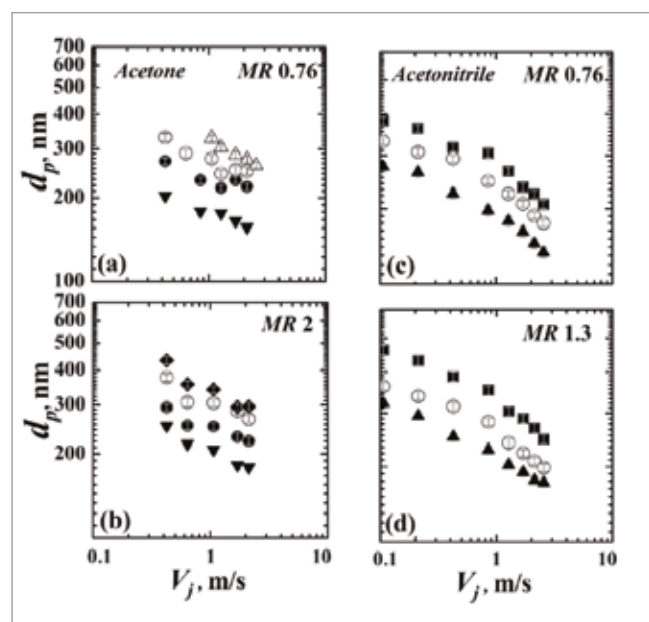 700
600
500
400
300
200
100
d_p, nm
Acetone MR 0.76
(a)
Acetonitrile MR 0.76
(c)
700
600
500
400
300
200
d_p, nm
MR 2
(b)
MR 1.3
(d)
0.1 1 10
V_j, m/s
0.1 1 10
V_j, m/s